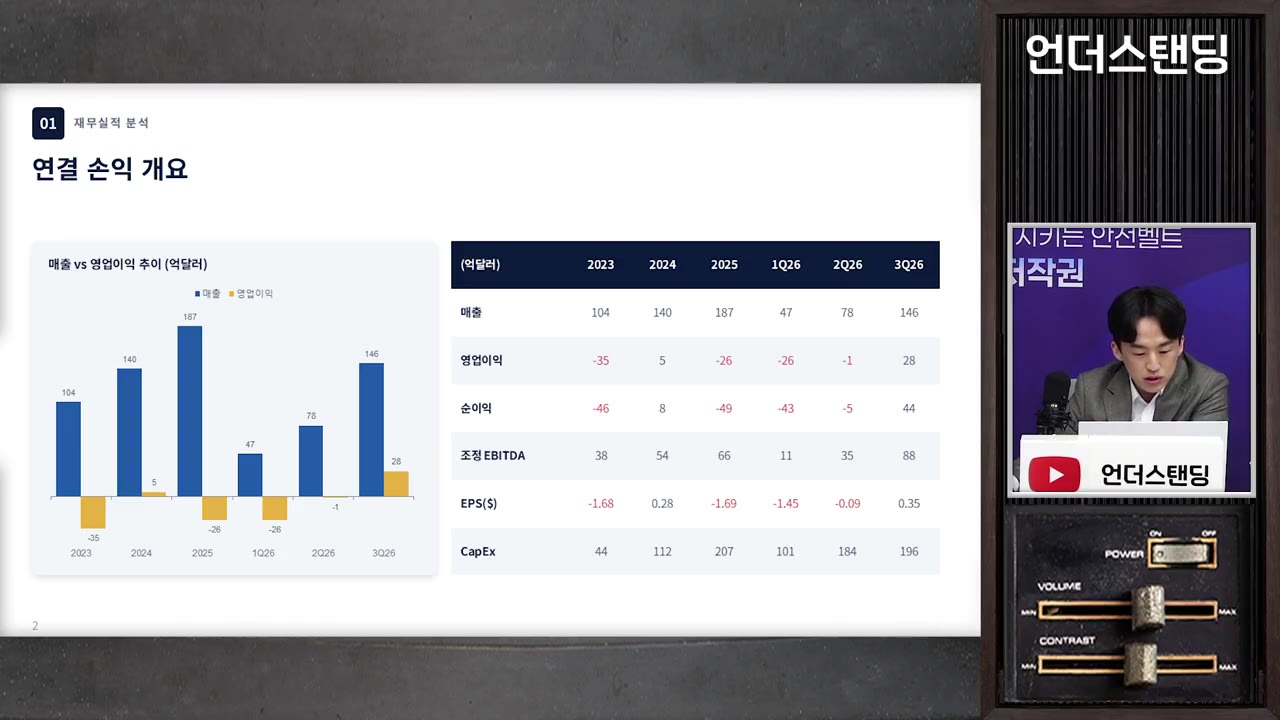 언더스탠딩
01 재무실적 분석
연결 손익 개요
매출 vs 영업이익 추이 (억달러)
매출 영업이익
104 140 187 47 78 146
-35 5 -26 -26 -1 28
2023 2024 2025 1Q26 2Q26 3Q26
(억달러) 2023 2024 2025 1Q26 2Q26 3Q26
매출 104 140 187 47 78 146
영업이익 -35 5 -26 -26 -1 28
순이익 -46 8 -49 -43 -5 44
조정 EBITDA 38 54 66 11 35 88
EPS($) -1.68 0.28 -1.69 -1.45 -0.09 0.35
CapEx 44 112 207 101 184 196
2
시키는 안전벨트
저작권
언더스탠딩
ON OFF
POWER
VOLUME
MIN MAX
CONTRAST
MIN MAX